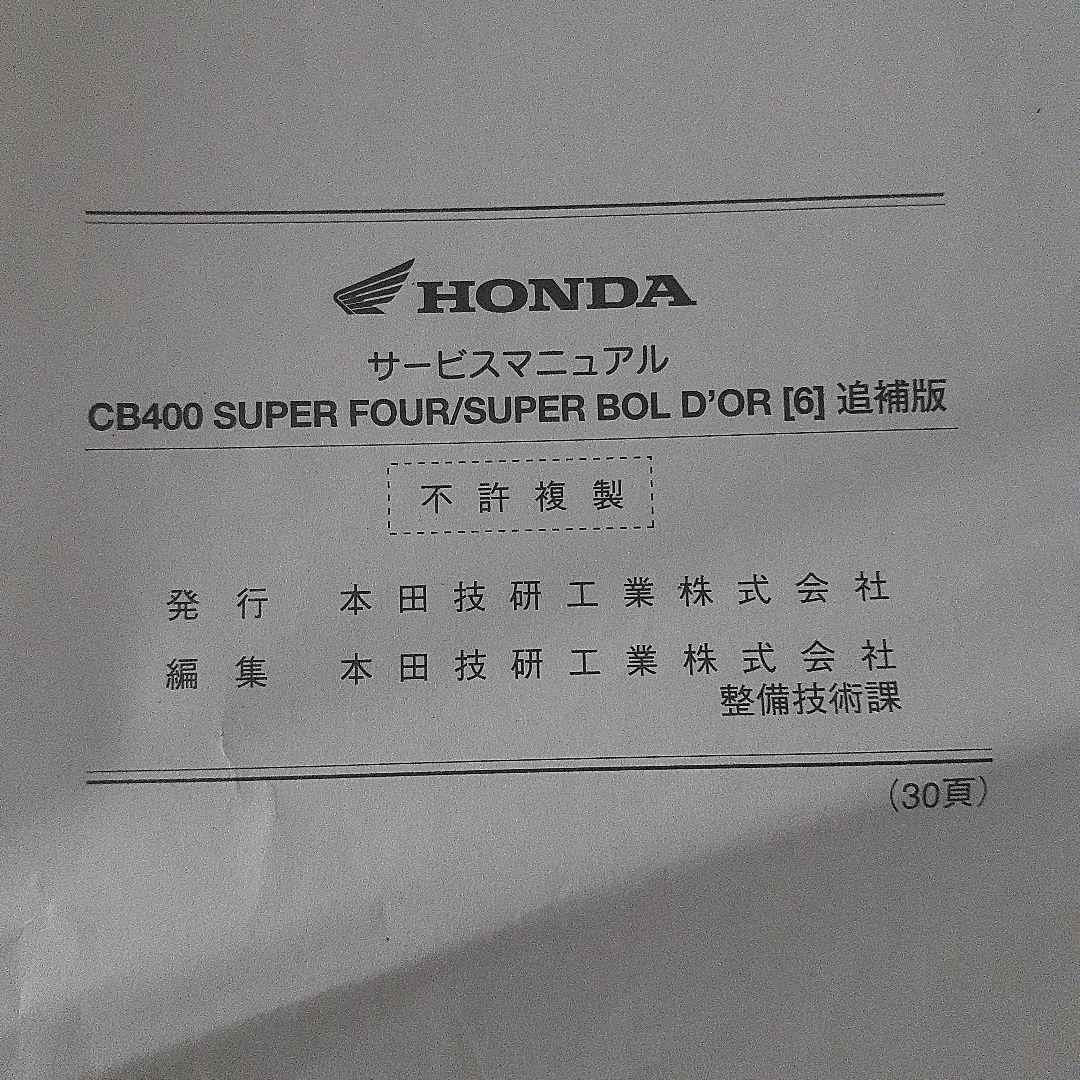 HONDA
サービスマニュアル
CB400 SUPER FOUR/SUPER BOL D'OR [6] 追補版
不許複製
発行 本田技研工業株式会社
編集 本田技研工業株式会社
整備技術課
（30頁）